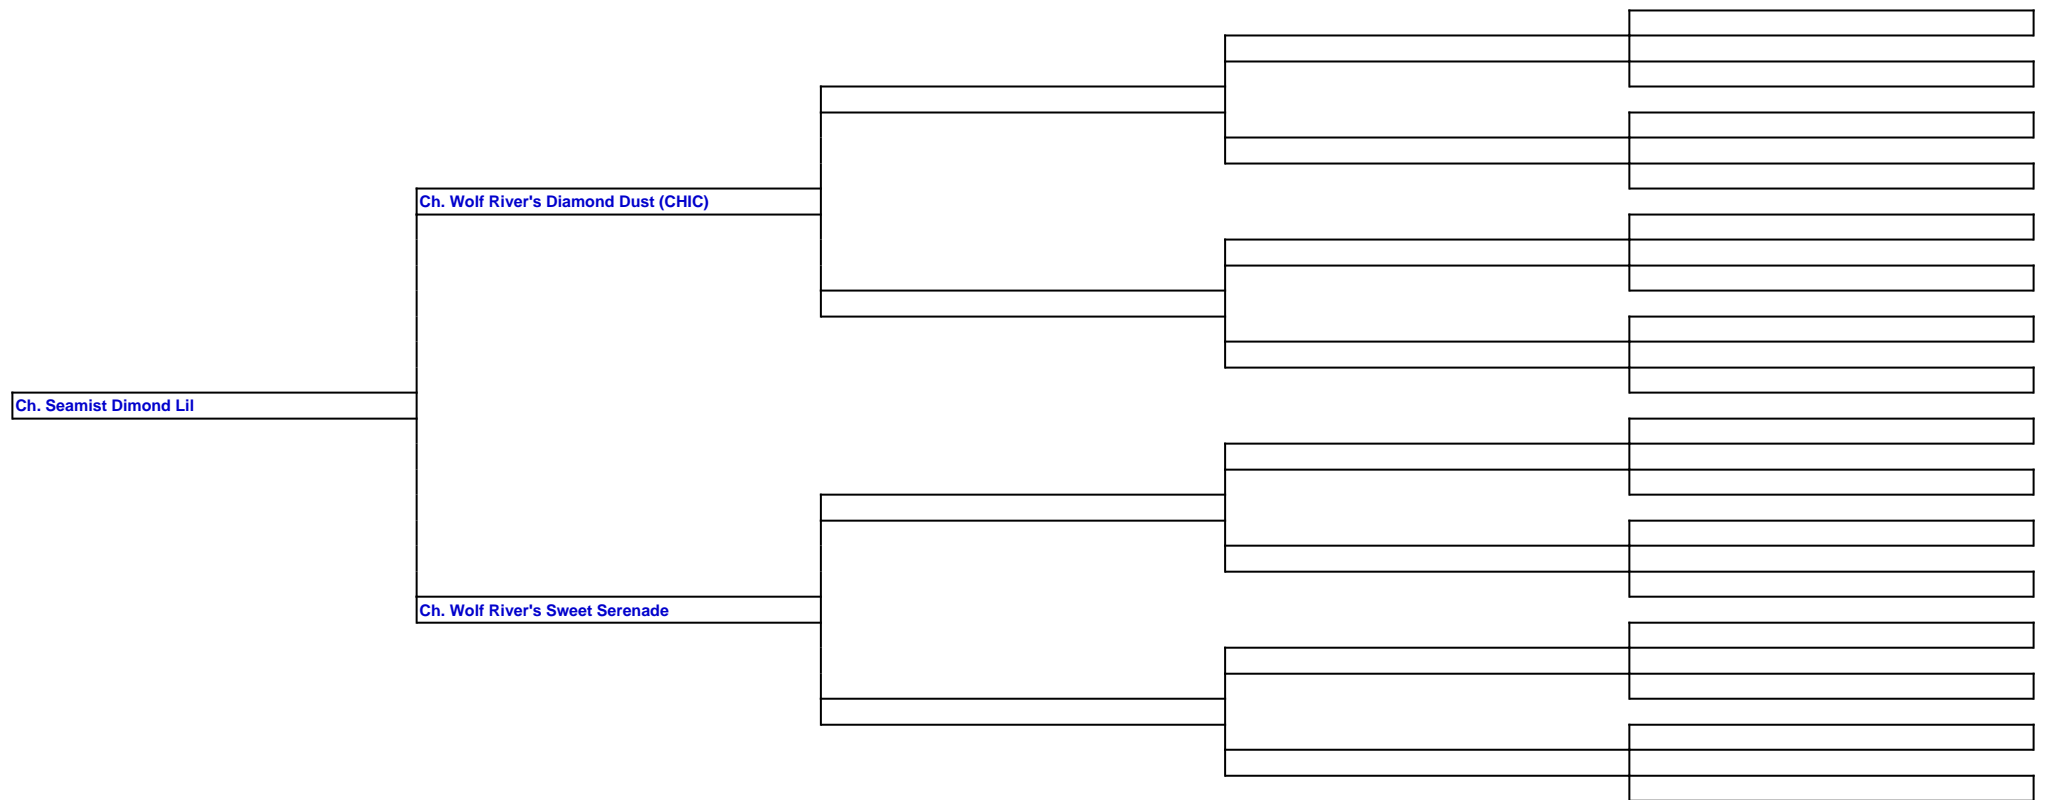 Ch. Wolf River's Diamond Dust (CHIC)
Ch. Seamist Dimond Lil
Ch. Wolf River's Sweet Serenade